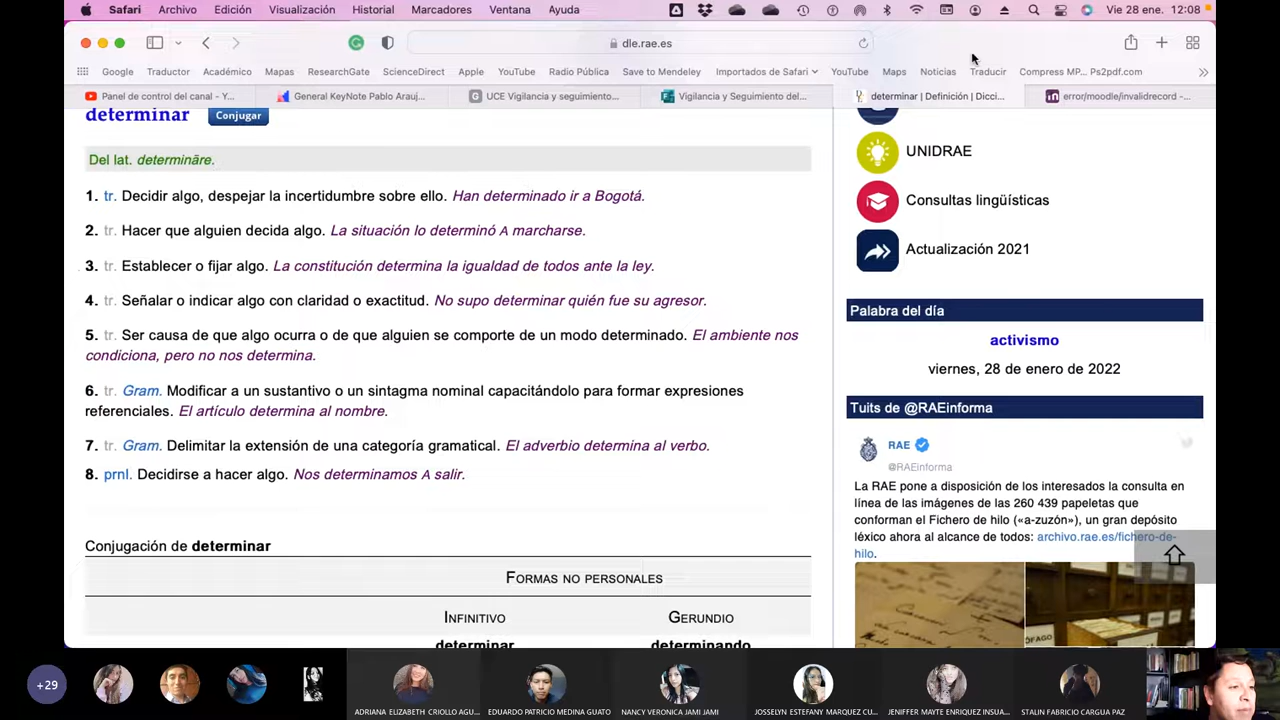 Safari Archivo Edición Visualización Historial Marcadores Ventana Ayuda Vie 28 ene. 12:08
dle.rae.es
Google Traductor Académico Mapas ResearchGate ScienceDirect Apple YouTube Radio Pública Save to Mendeley Importados de Safari YouTube Maps Noticias Traducir Compress MP... Ps2pdf.com
Panel de control del canal - Y... General KeyNote Pablo Arauj... UCE Vigilancia y seguimiento... Vigilancia y Seguimiento del... determinar | Definición | Dicci... error/moodle/invalidrecord -...
determinar Conjugar
Del lat. determināre.
1. tr. Decidir algo, despejar la incertidumbre sobre ello. Han determinado ir a Bogotá.
2. tr. Hacer que alguien decida algo. La situación lo determinó A marcharse.
3. tr. Establecer o fijar algo. La constitución determina la igualdad de todos ante la ley.
4. tr. Señalar o indicar algo con claridad o exactitud. No supo determinar quién fue su agresor.
5. tr. Ser causa de que algo ocurra o de que alguien se comporte de un modo determinado. El ambiente nos
condiciona, pero no nos determina.
6. tr. Gram. Modificar a un sustantivo o un sintagma nominal capacitándolo para formar expresiones
referenciales. El artículo determina al nombre.
7. tr. Gram. Delimitar la extensión de una categoría gramatical. El adverbio determina al verbo.
8. prnl. Decidirse a hacer algo. Nos determinamos A salir.
Conjugación de determinar
FORMAS NO PERSONALES
INFINITIVO GERUNDIO
determinar determinando
UNIDRAE
Consultas lingüísticas
Actualización 2021
Palabra del día
activismo
viernes, 28 de enero de 2022
Tuits de @RAEinforma
RAE
@RAEinforma
La RAE pone a disposición de los interesados la consulta en
línea de las imágenes de las 260 439 papeletas que
conforman el Fichero de hilo («a-zuzón»), un gran depósito
léxico ahora al alcance de todos: archivo.rae.es/fichero-de-
hilo.
+29
ADRIANA ELIZABETH CRIOLLO AGU... EDUARDO PATRICIO MEDINA GUATO NANCY VERONICA JAMI JAMI JOSSELYN ESTEFANY MARQUEZ CU... JENIFFER MAYTE ENRIQUEZ INSUA... STALIN FABRICIO CARGUA PAZ